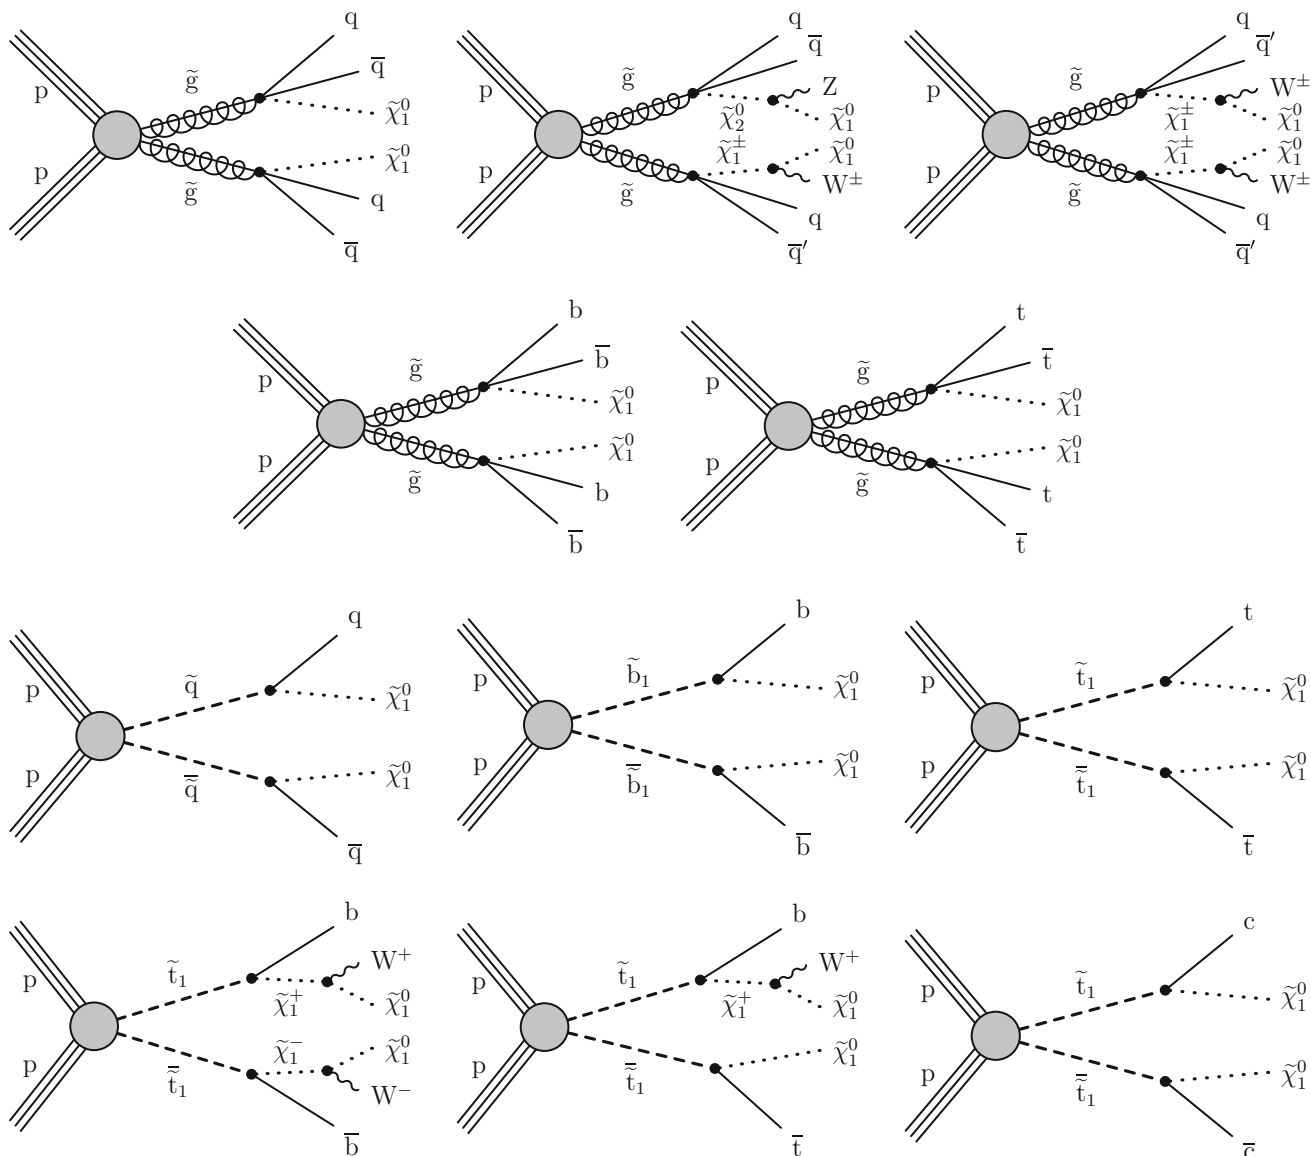 p p g̃ g̃ q q̅ χ̃₁⁰ χ̃₁⁰ q q̅
p p g̃ g̃ q q̅ χ̃₂⁰ Z χ̃₁⁰ χ̃₁± χ̃₁⁰ W± q q̅′
p p g̃ g̃ q q̅′ χ̃₁± W± χ̃₁⁰ χ̃₁± χ̃₁⁰ W± q q̅′
p p g̃ g̃ b b̅ χ̃₁⁰ χ̃₁⁰ b b̅
p p g̃ g̃ t t̅ χ̃₁⁰ χ̃₁⁰ t t̅
p p q̃ q̃̅ q χ̃₁⁰ χ̃₁⁰ q̅
p p b̃₁ b̃̅₁ b χ̃₁⁰ χ̃₁⁰ b̅
p p t̃₁ t̃̅₁ t χ̃₁⁰ χ̃₁⁰ t̅
p p t̃₁ t̃̅₁ b χ̃₁⁺ W⁺ χ̃₁⁰ χ̃₁⁻ χ̃₁⁰ W⁻ b̅
p p t̃₁ t̃̅₁ b χ̃₁⁺ W⁺ χ̃₁⁰ χ̃₁⁰ t̅
p p t̃₁ t̃̅₁ c χ̃₁⁰ χ̃₁⁰ c̅